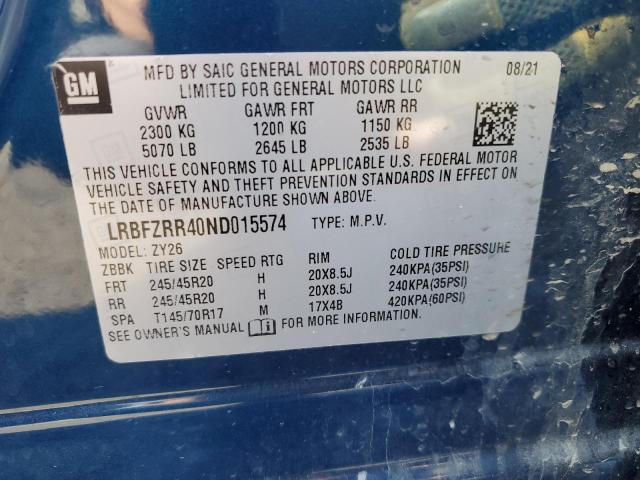 GM
MFD BY SAIC GENERAL MOTORS CORPORATION 08/21
LIMITED FOR GENERAL MOTORS LLC
GVWR GAWR FRT GAWR RR
2300 KG 1200 KG 1150 KG
5070 LB 2645 LB 2535 LB
THIS VEHICLE CONFORMS TO ALL APPLICABLE U.S. FEDERAL MOTOR
VEHICLE SAFETY AND THEFT PREVENTION STANDARDS IN EFFECT ON
THE DATE OF MANUFACTURE SHOWN ABOVE.
LRBFZRR40ND015574 TYPE: M.P.V.
MODEL: ZY26
ZBBK TIRE SIZE SPEED RTG RIM COLD TIRE PRESSURE
FRT 245/45R20 H 20X8.5J 240KPA(35PSI)
RR 245/45R20 H 20X8.5J 240KPA(35PSI)
SPA T145/70R17 M 17X4B 420KPA(60PSI)
SEE OWNER'S MANUAL FOR MORE INFORMATION.